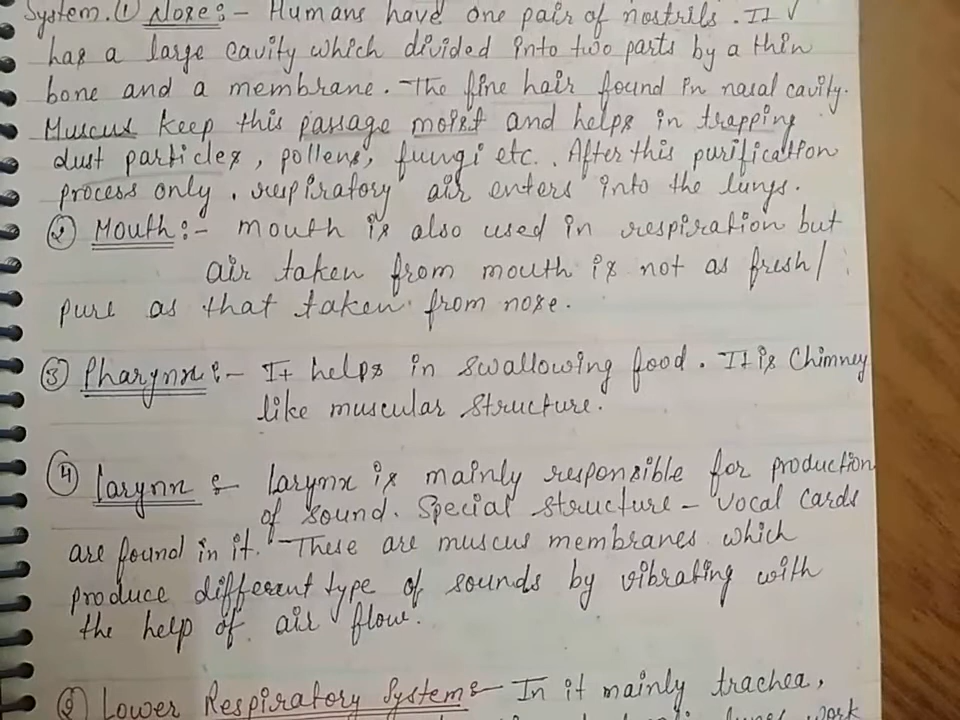 System. ① Nose:- Humans have one pair of nostrils. It
has a large cavity which divided into two parts by a thin
bone and a membrane. The fine hair found in nasal cavity.
Muscus keep this passage moist and helps in trapping
dust particles, pollens, fungi etc. After this purification
process only. respiratory air enters into the lungs.
② Mouth:- mouth is also used in respiration but
air taken from mouth is not as fresh/
pure as that taken from nose.
③ Pharynx:- It helps in swallowing food. It is Chimney
like muscular structure.
④ Larynx:- Larynx is mainly responsible for production
of sound. Special structure - Vocal cards
are found in it. These are muscus membranes which
produce different type of sounds by vibrating with
the help of air flow.
② Lower Respiratory System:- In it mainly trachea,
lungs work